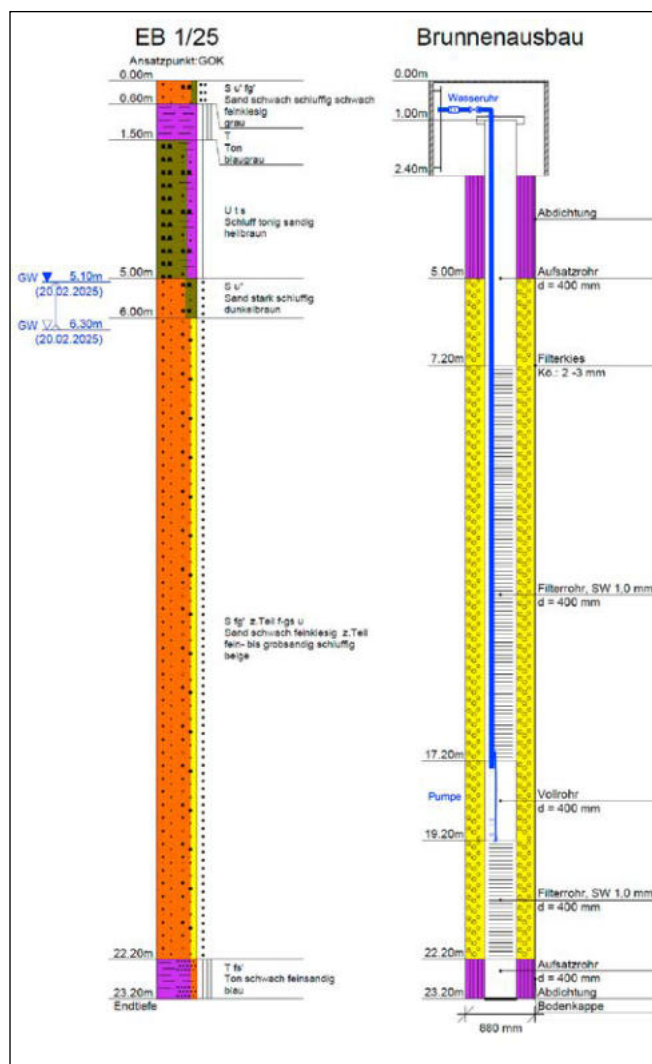 EB 1/25
Ansatzpunkt:GOK
0.00m
0.60m
1.50m
5.00m
6.00m
22.20m
23.20m
Endtiefe
GW 5.10m
(20.02.2025)
GW 6.30m
(20.02.2025)
S u' fg'
Sand schwach schluffig schwach
feinkiesig
grau
T
Ton
blaugrau
U t s
Schluff tonig sandig
hellbraun
S u*
Sand stark schluffig
dunkelbraun
S fg' z.Teil f-gs u
Sand schwach feinkiesig z.Teil
fein- bis grobsandig schluffig
beige
T fs'
Ton schwach feinsandig
blau
Brunnenausbau
0.00m
1.00m
2.40m
5.00m
7.20m
17.20m
19.20m
22.20m
23.20m
Wasseruhr
Pumpe
Abdichtung
Aufsatzrohr
d = 400 mm
Filterkies
Kö.: 2 -3 mm
Filterrohr, SW 1,0 mm
d = 400 mm
Vollrohr
d = 400 mm
Filterrohr, SW 1,0 mm
d = 400 mm
Aufsatzrohr
d = 400 mm
Abdichtung
Bodenkappe
880 mm